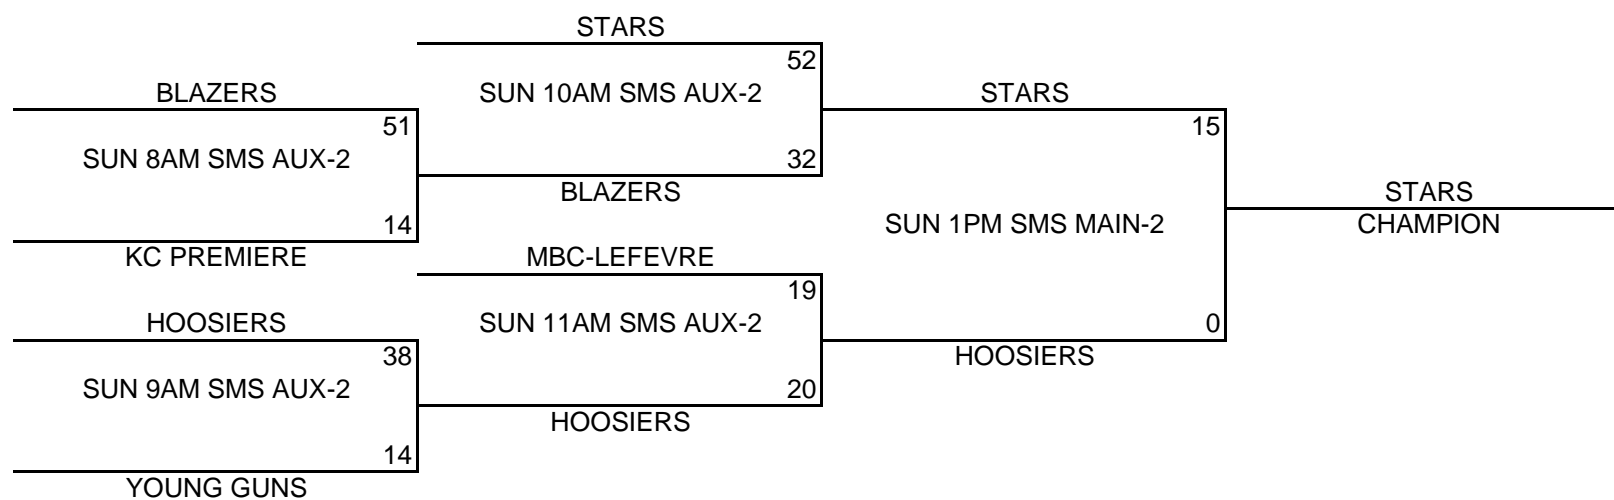 STARS
52
BLAZERS
SUN 10AM SMS AUX-2
STARS
51
15
SUN 8AM SMS AUX-2
32
BLAZERS
STARS
14
SUN 1PM SMS MAIN-2
CHAMPION
KC PREMIERE
MBC-LEFEVRE
19
HOOSIERS
SUN 11AM SMS AUX-2
0
38
HOOSIERS
SUN 9AM SMS AUX-2
20
HOOSIERS
14
YOUNG GUNS